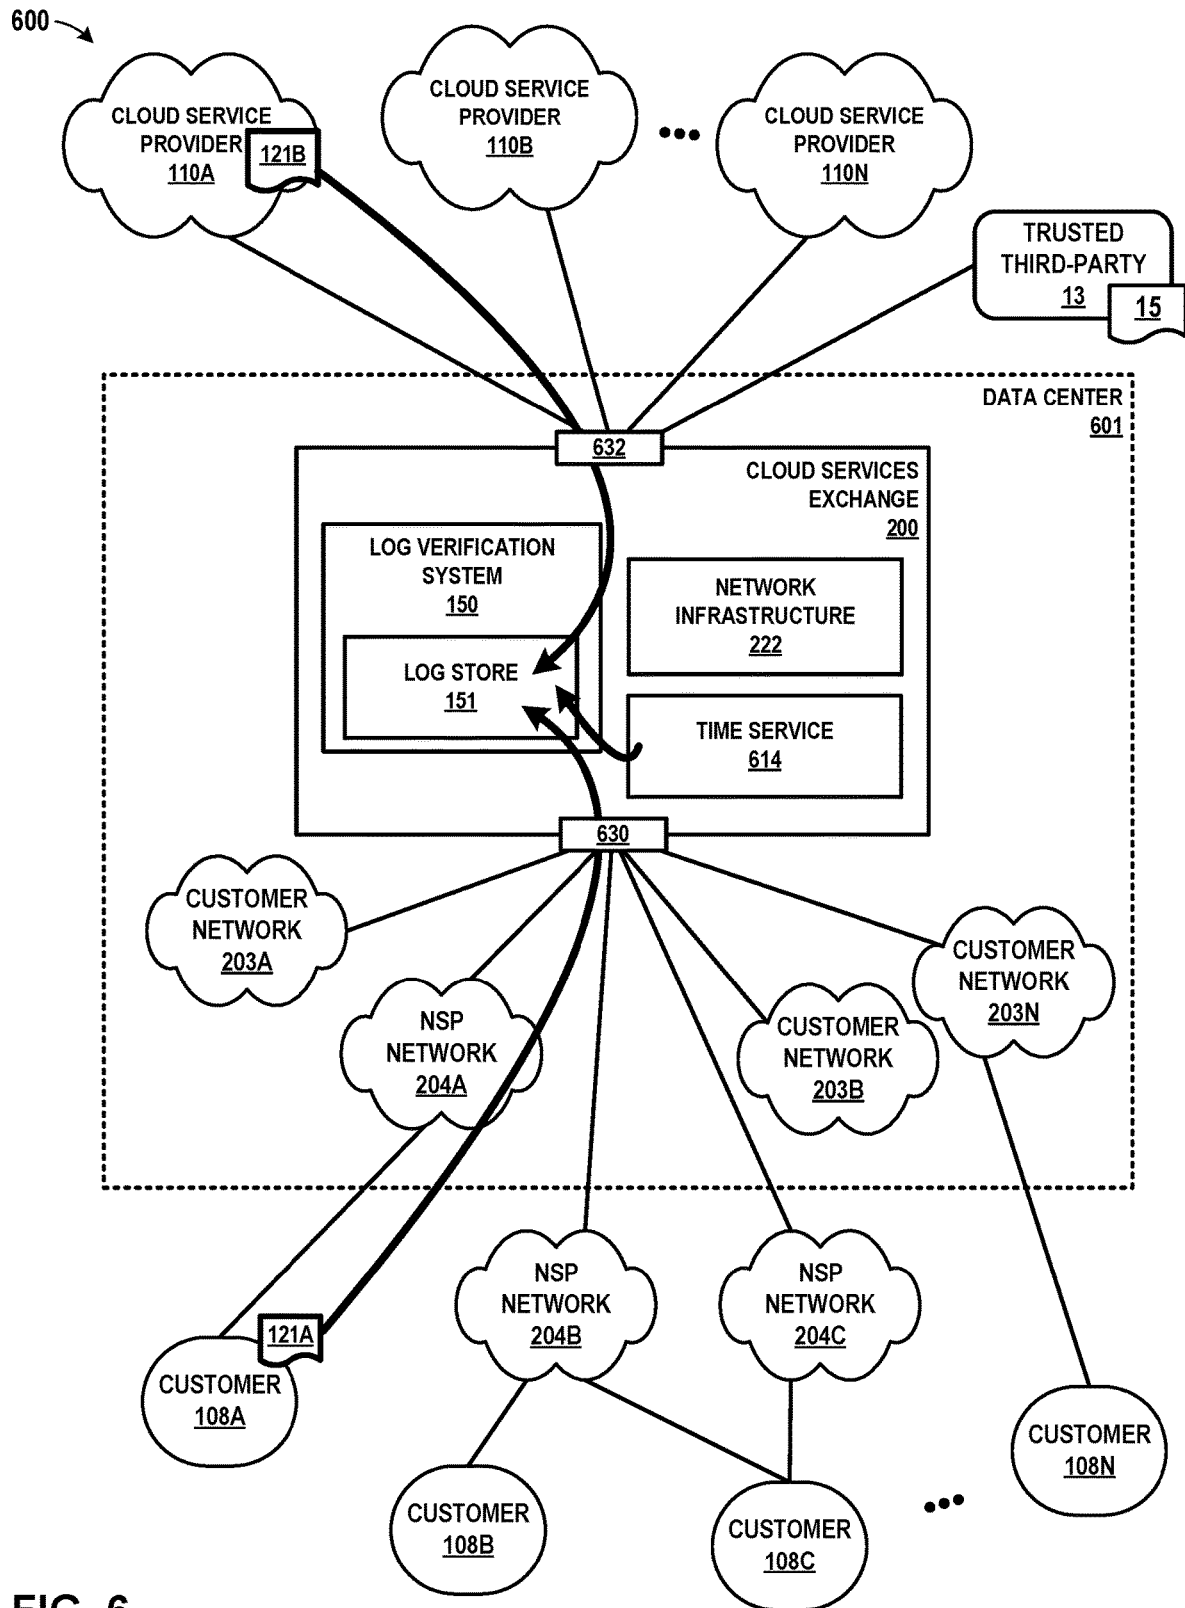 600
CLOUD SERVICE
PROVIDER
110A
121B
CLOUD SERVICE
PROVIDER
110B
CLOUD SERVICE
PROVIDER
110N
TRUSTED
THIRD-PARTY
13
15
DATA CENTER
601
632
CLOUD SERVICES
EXCHANGE
200
LOG VERIFICATION
SYSTEM
150
LOG STORE
151
NETWORK
INFRASTRUCTURE
222
TIME SERVICE
614
630
CUSTOMER
NETWORK
203A
NSP
NETWORK
204A
CUSTOMER
NETWORK
203B
CUSTOMER
NETWORK
203N
NSP
NETWORK
204B
NSP
NETWORK
204C
121A
CUSTOMER
108A
CUSTOMER
108B
CUSTOMER
108C
CUSTOMER
108N
FIG. 6